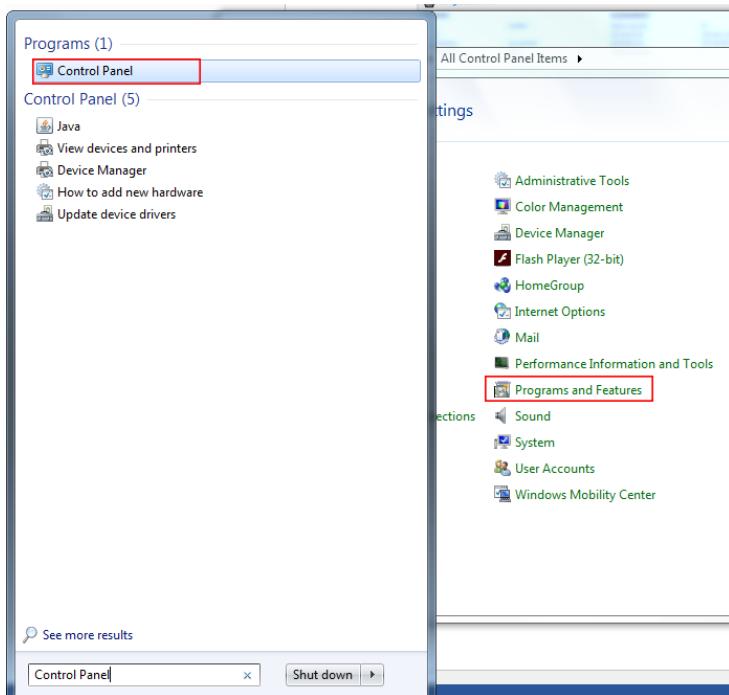 Programs (1)
Control Panel
Control Panel (5)
Java
View devices and printers
Device Manager
How to add new hardware
Update device drivers
See more results
Control Panel
Shut down
All Control Panel Items
ttings
Administrative Tools
Color Management
Device Manager
Flash Player (32-bit)
HomeGroup
Internet Options
Mail
Performance Information and Tools
Programs and Features
ections
Sound
System
User Accounts
Windows Mobility Center